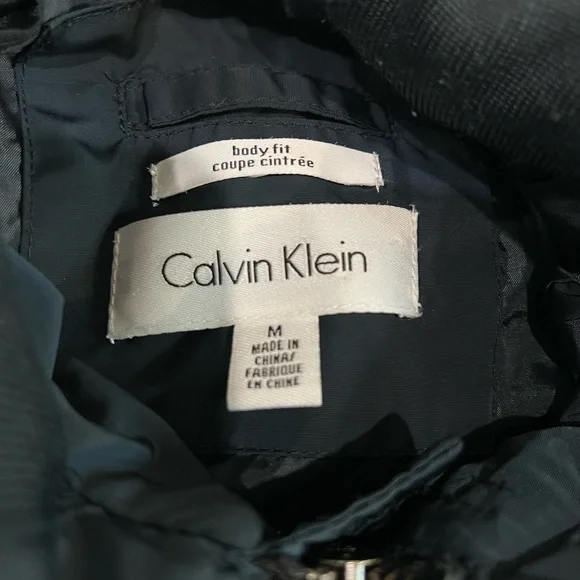 body fit
coupe cintrée
Calvin Klein
M
MADE IN
CHINA/
FABRIQUE
EN CHINE